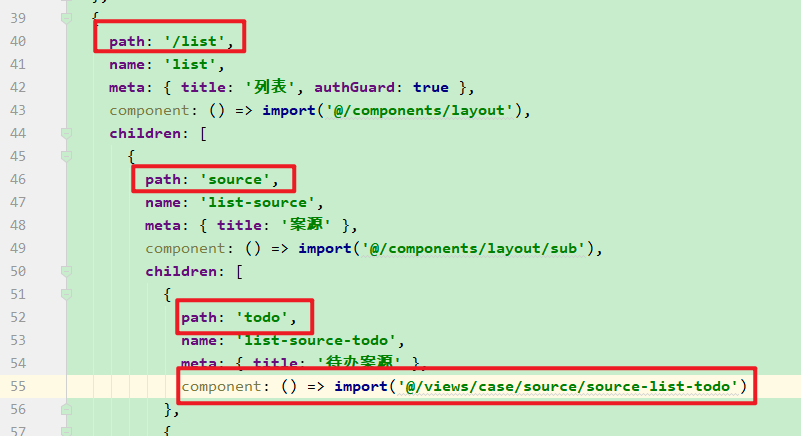 39 {
40 path: '/list',
41 name: 'list',
42 meta: { title: '列表', authGuard: true },
43 component: () => import('@/components/layout'),
44 children: [
45 {
46 path: 'source',
47 name: 'list-source',
48 meta: { title: '案源' },
49 component: () => import('@/components/layout/sub'),
50 children: [
51 {
52 path: 'todo',
53 name: 'list-source-todo',
54 meta: { title: '待办案源' },
55 component: () => import('@/views/case/source/source-list-todo')
56 },
57 {